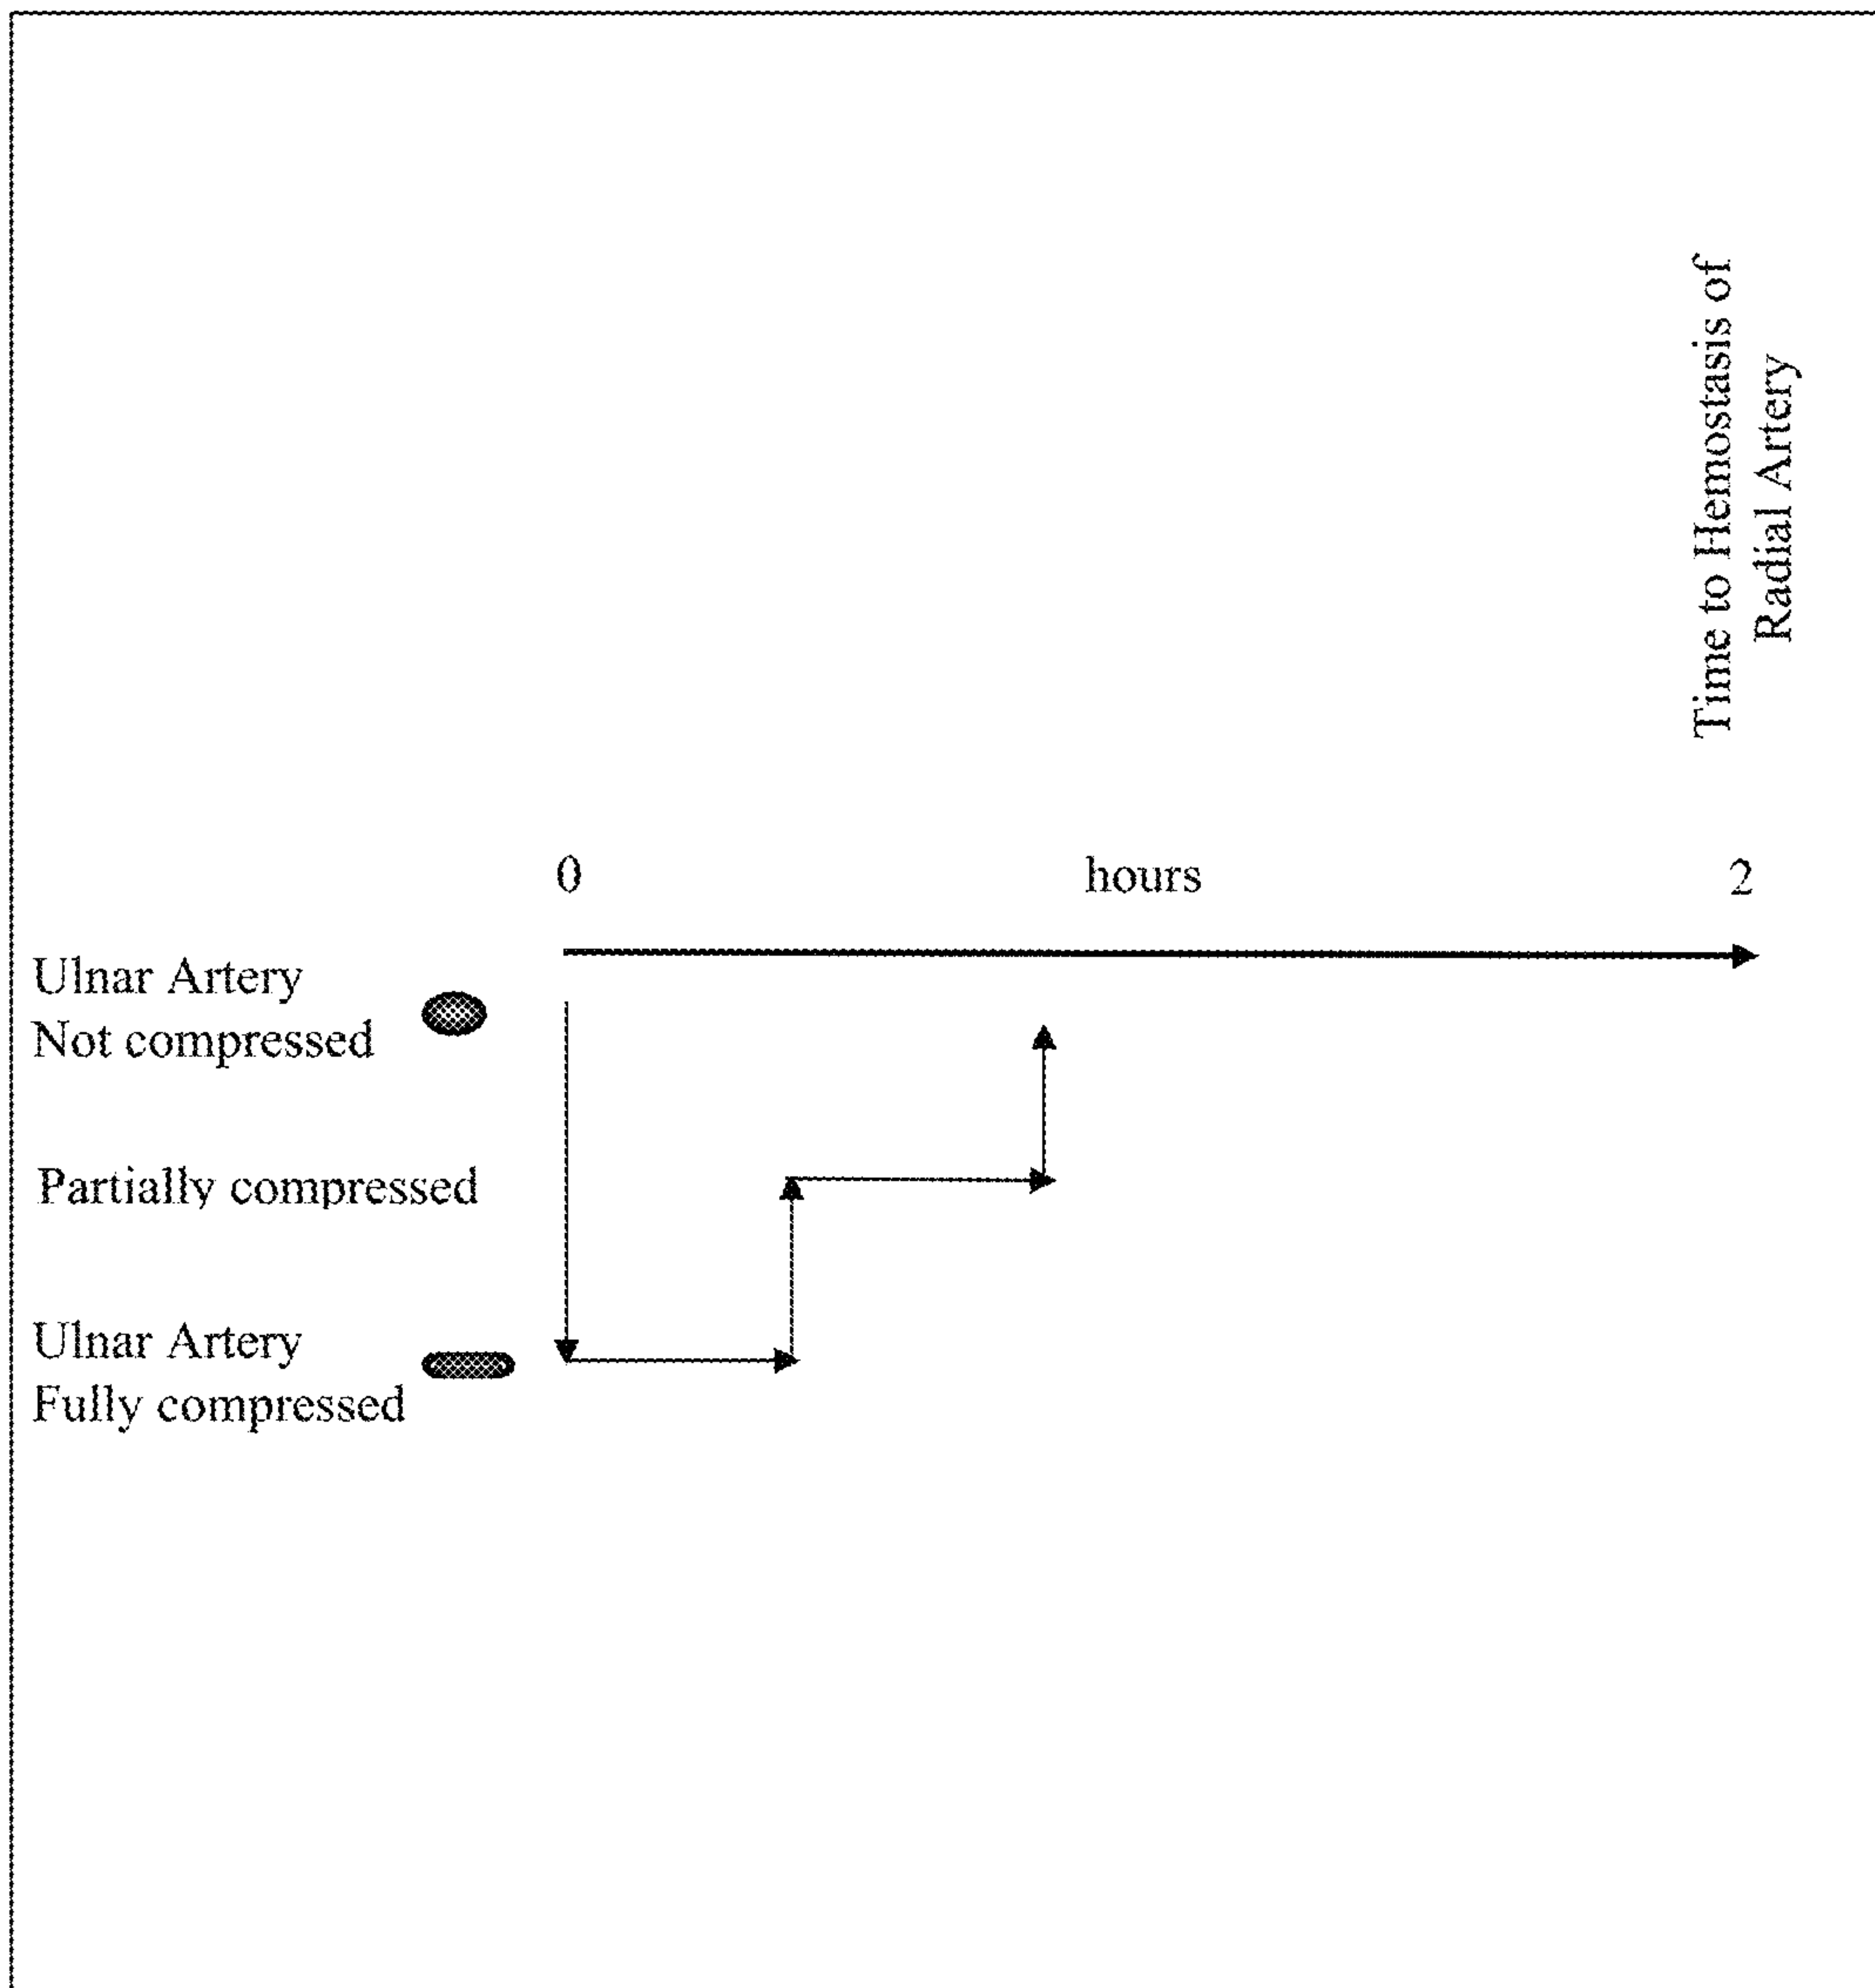 Time to Hemostasis of
Radial Artery
0 hours 2
Ulnar Artery
Not compressed
Partially compressed
Ulnar Artery
Fully compressed